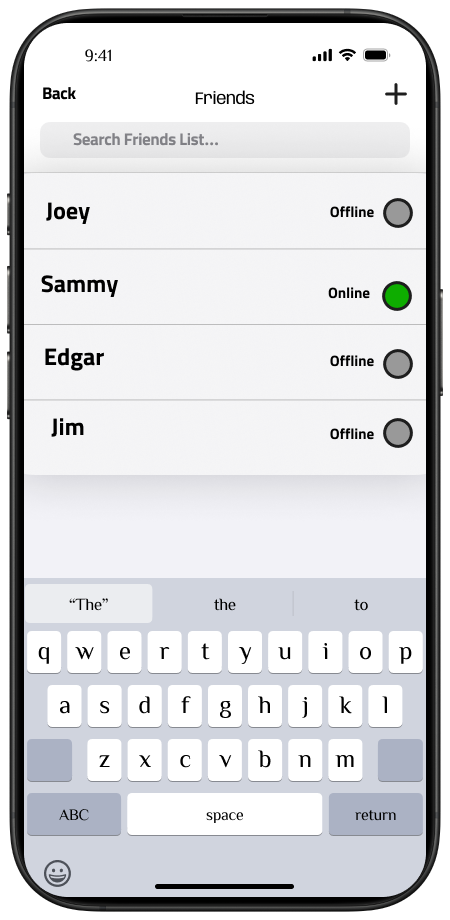 9:41
Back
Friends
Search Friends List...
Joey Offline
Sammy Online
Edgar Offline
Jim Offline
“The” the to
q w e r t y u i o p
a s d f g h j k l
z x c v b n m
ABC space return